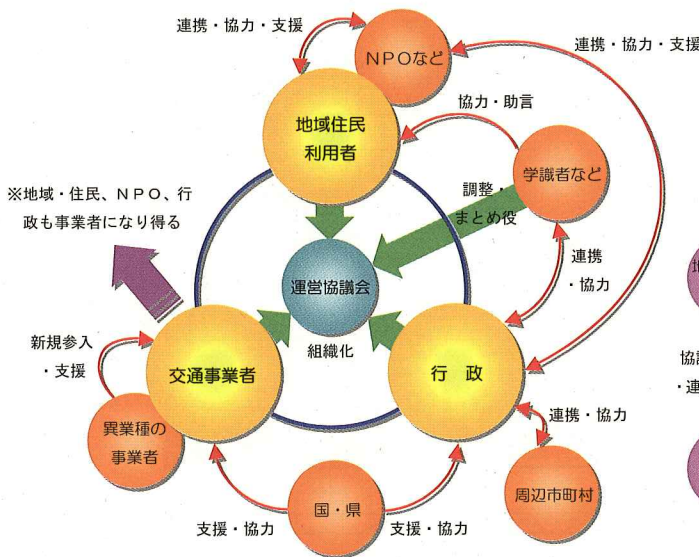 連携・協力・支援
NPOなど
連携・協力・支援
地域住民
利用者
協力・助言
学識者など
※地域・住民、NPO、行
政も事業者になり得る
調整・
まとめ役
運営協議会
連携
・協力
組織化
新規参入
・支援
交通事業者
行 政
異業種の
事業者
連携・協力
国・県
周辺市町村
支援・協力
支援・協力
協議
・連